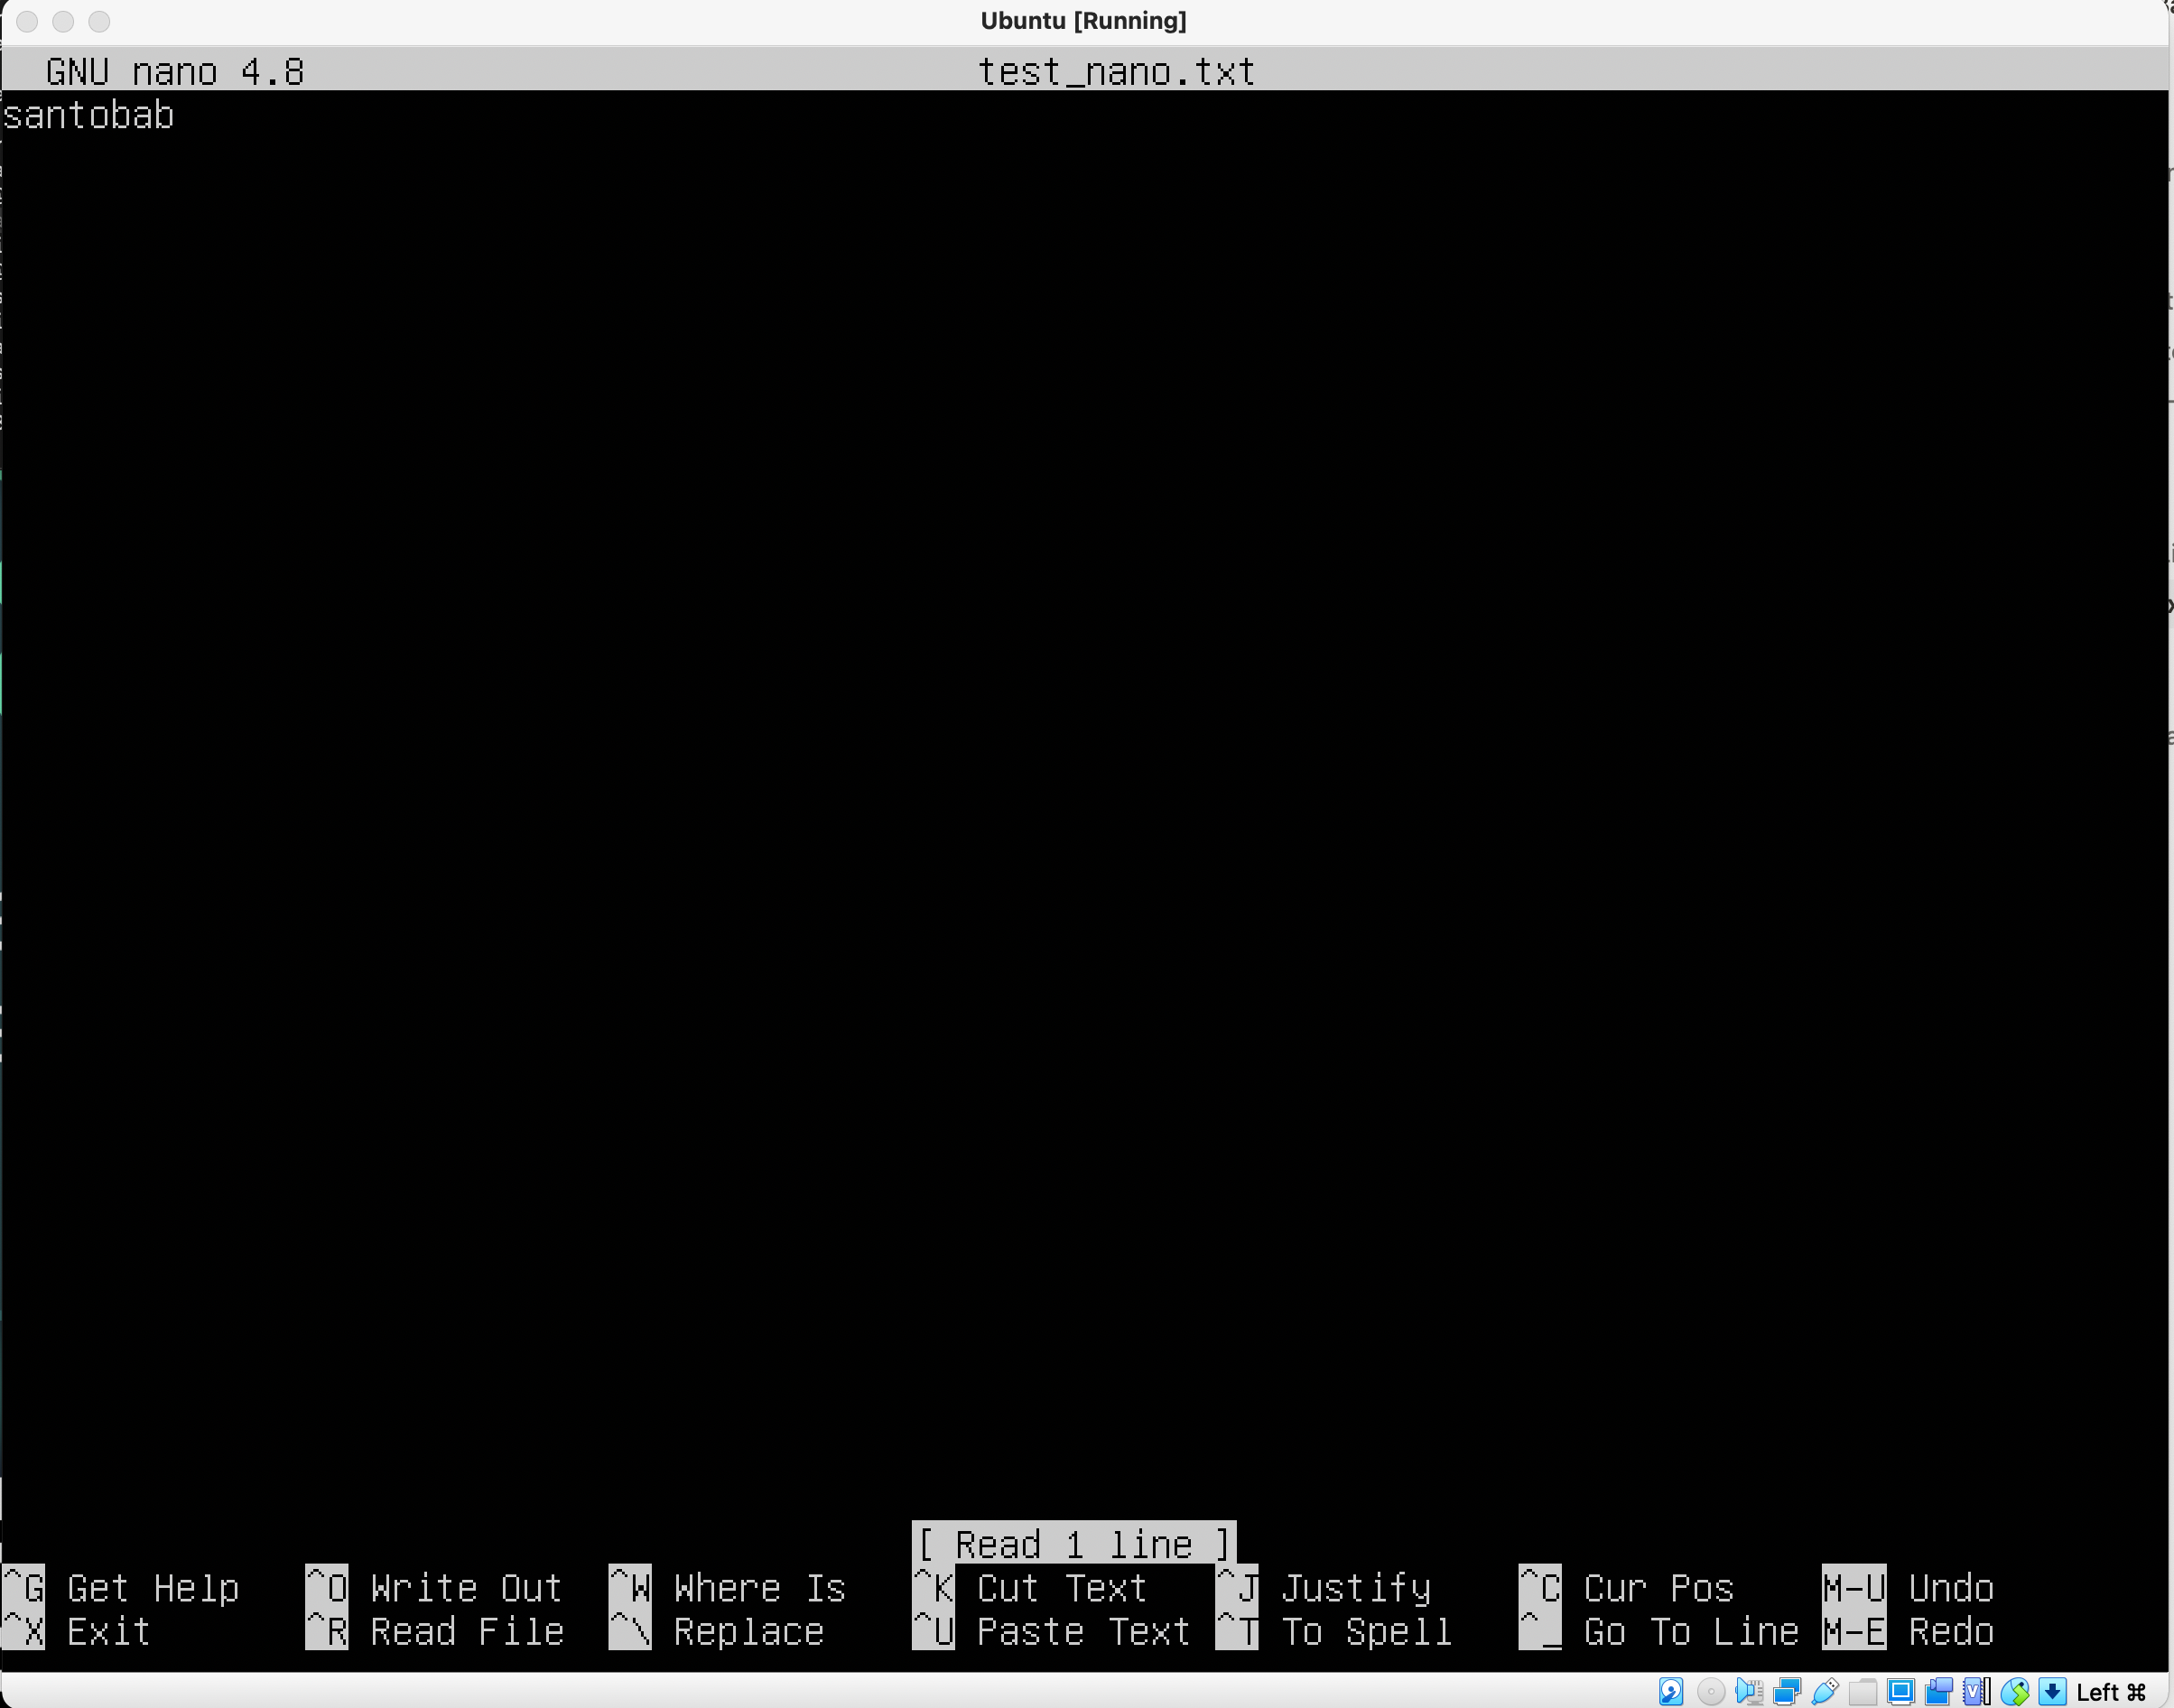 Ubuntu [Running]
GNU nano 4.8 test_nano.txt
santobab
[ Read 1 line ]
^G Get Help ^O Write Out ^W Where Is ^K Cut Text ^J Justify ^C Cur Pos M-U Undo
^X Exit ^R Read File ^\ Replace ^U Paste Text ^T To Spell ^_ Go To Line M-E Redo
Left ⌘